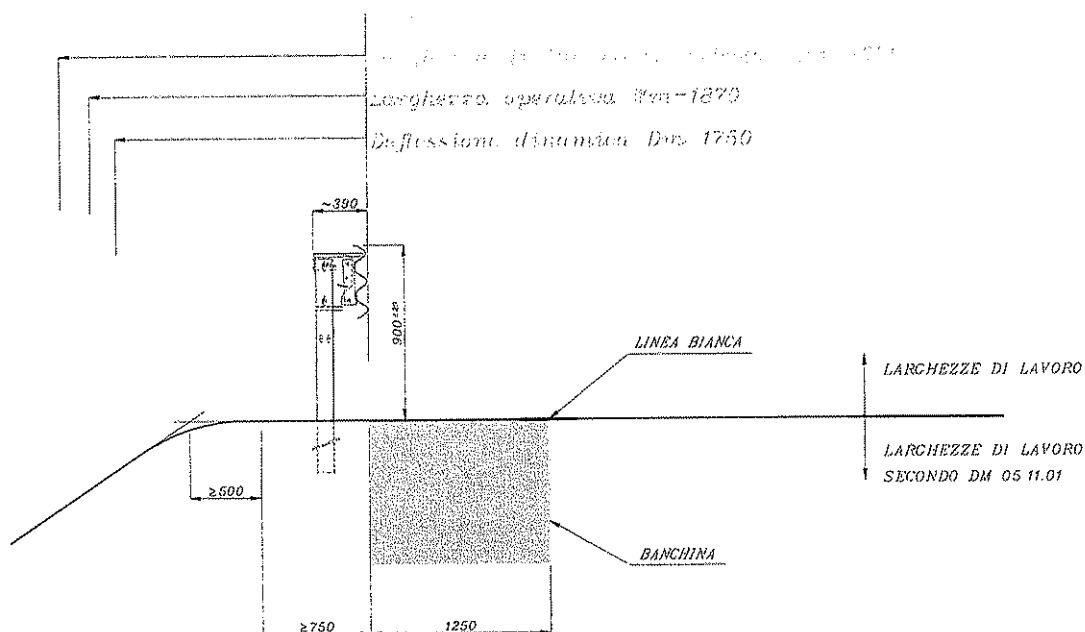 Larghezza operativa Wm=1870
Deflessione dinamica Dm 1750
~390
900
LINEA BIANCA
LARGHEZZE DI LAVORO
LARGHEZZE DI LAVORO
SECONDO DM 05 11.01
≥500
BANCHINA
≥750
1250